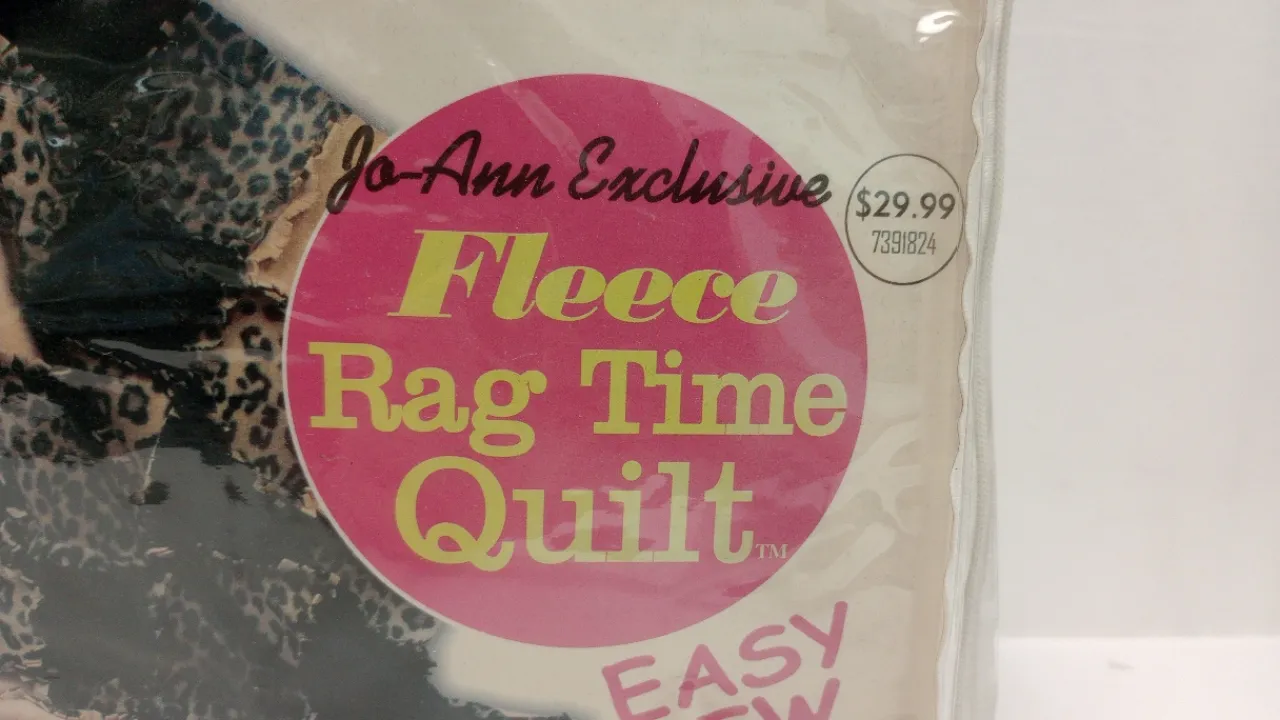 Jo-Ann Exclusive
Fleece
Rag Time
Quilt™
$29.99
7391824
EASY